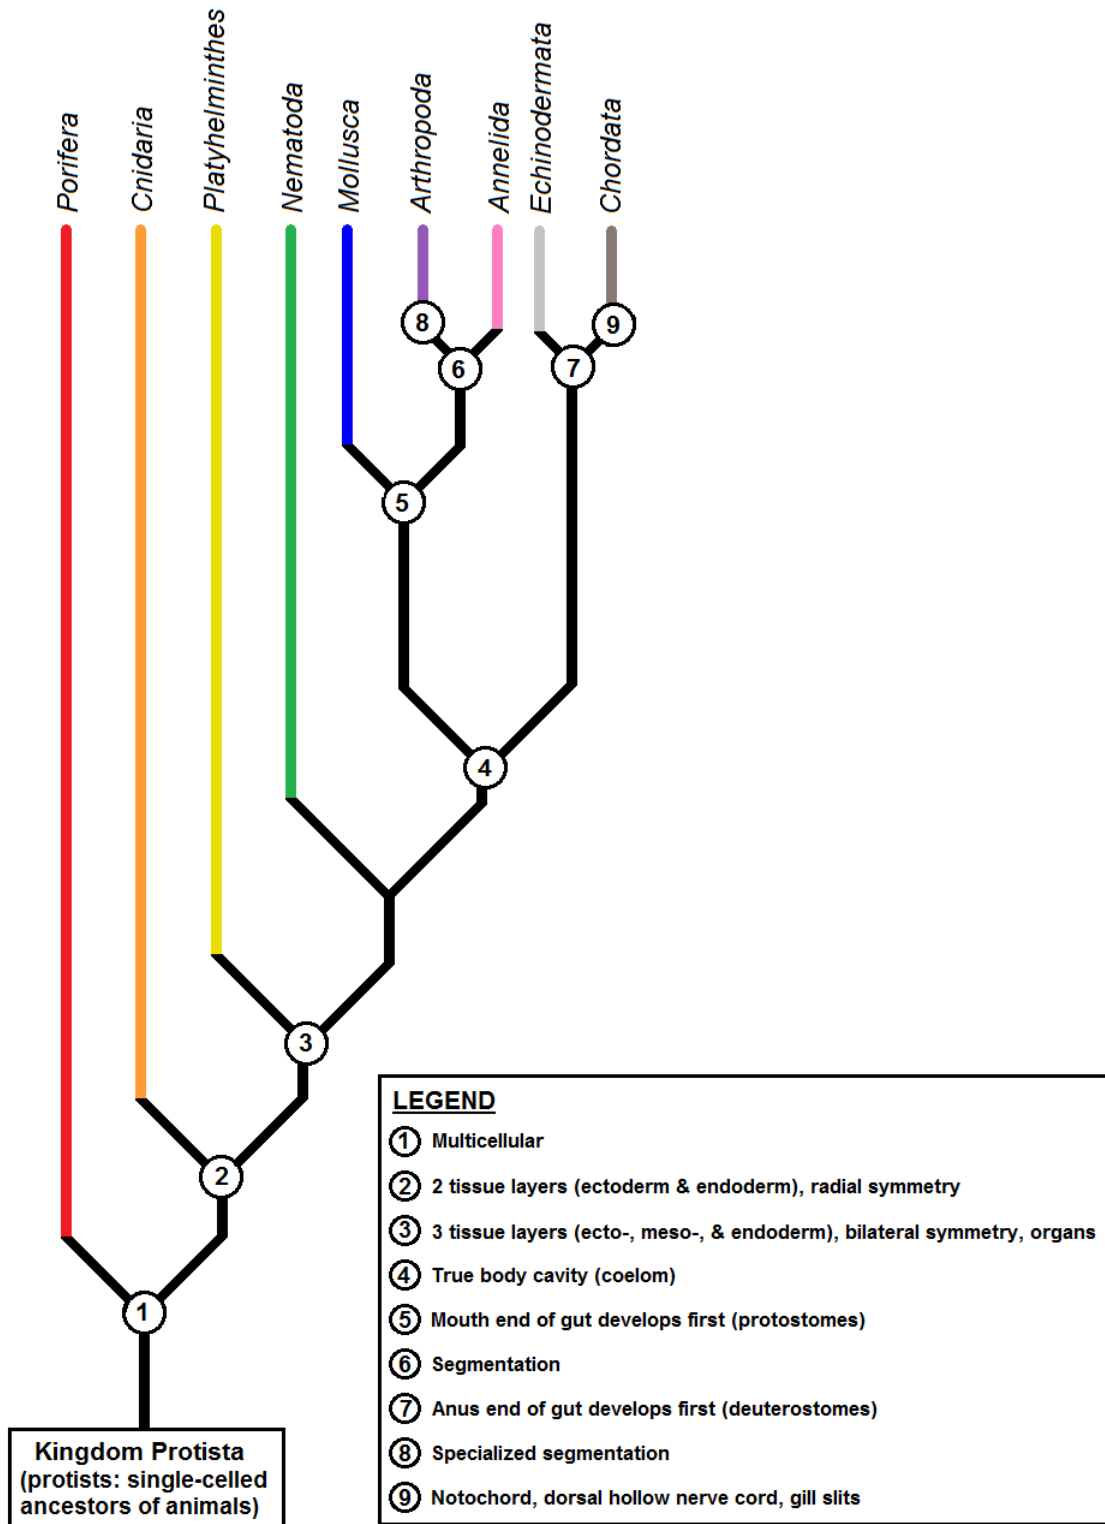 Porifera
Cnidaria
Platyhelminthes
Nematoda
Mollusca
Arthropoda
Annelida
Echinodermata
Chordata
8
9
6
7
5
4
3
2
1
Kingdom Protista
(protists: single-celled
ancestors of animals)
LEGEND
1 Multicellular
2 2 tissue layers (ectoderm & endoderm), radial symmetry
3 3 tissue layers (ecto-, meso-, & endoderm), bilateral symmetry, organs
4 True body cavity (coelom)
5 Mouth end of gut develops first (protostomes)
6 Segmentation
7 Anus end of gut develops first (deuterostomes)
8 Specialized segmentation
9 Notochord, dorsal hollow nerve cord, gill slits